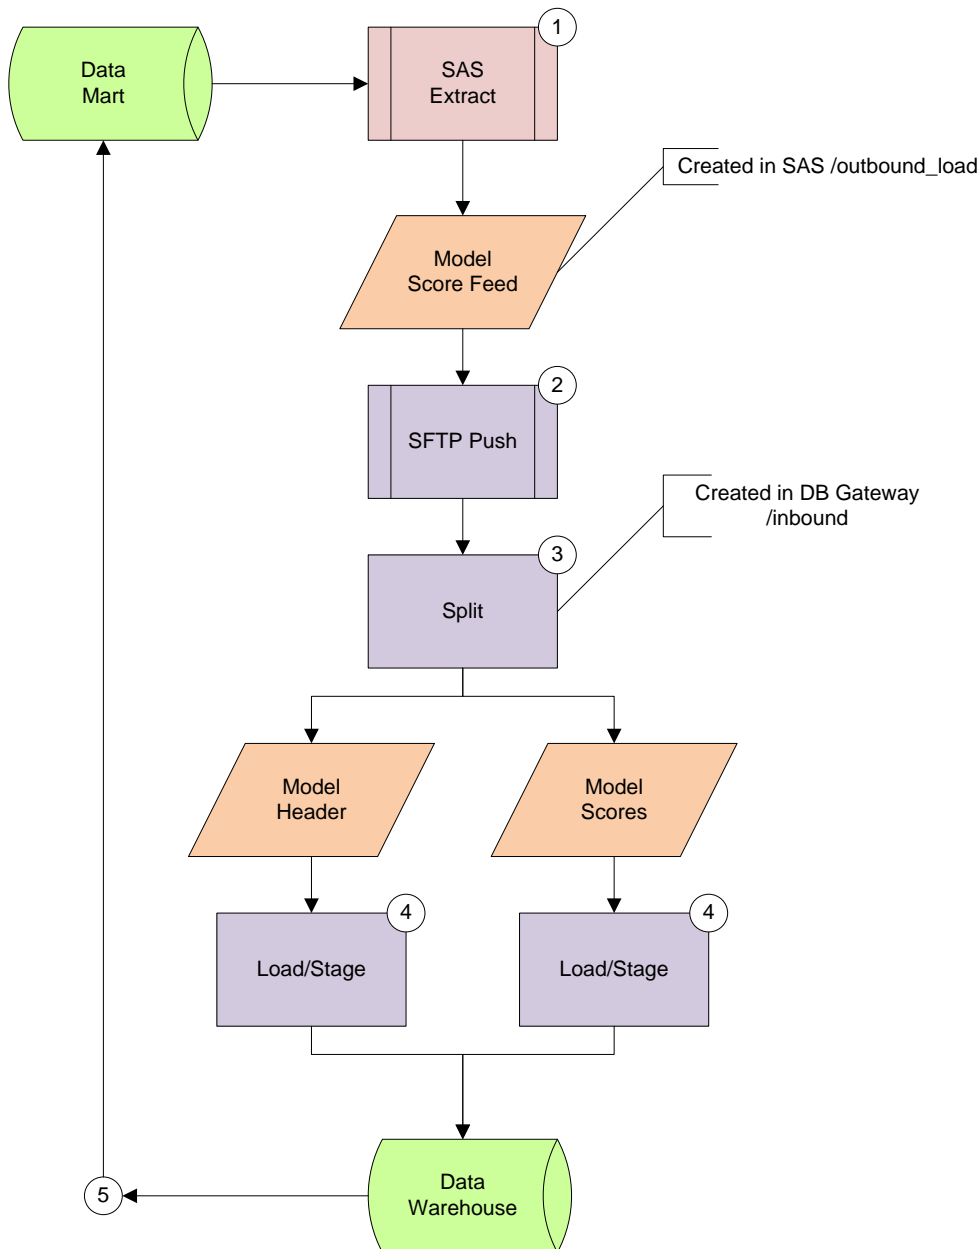 1
Data
Mart
SAS
Extract
Created in SAS /outbound_load
Model
Score Feed
2
SFTP Push
Created in DB Gateway
/inbound
3
Split
Model
Header
Model
Scores
4
4
Load/Stage
Load/Stage
Data
Warehouse
5